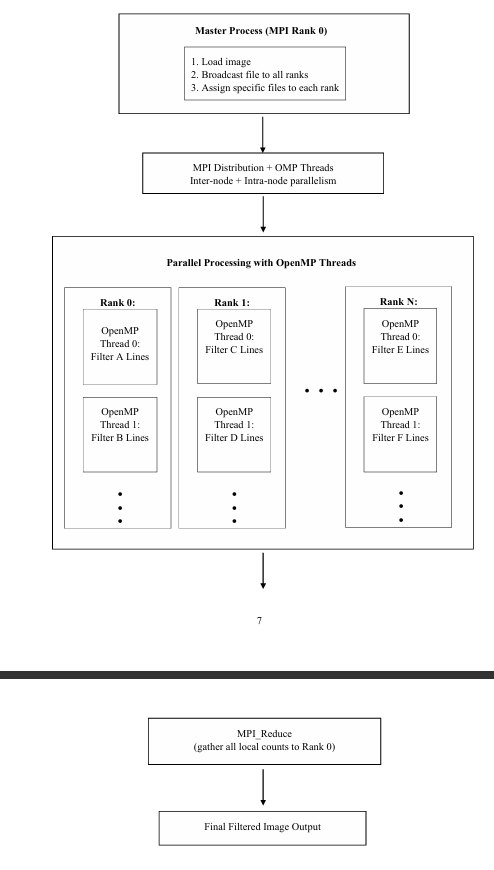 Master Process (MPI Rank 0)
1. Load image
2. Broadcast file to all ranks
3. Assign specific files to each rank
MPI Distribution + OMP Threads
Inter-node + Intra-node parallelism
Parallel Processing with OpenMP Threads
Rank 0:
OpenMP
Thread 0:
Filter A Lines
OpenMP
Thread 1:
Filter B Lines
Rank 1:
OpenMP
Thread 0:
Filter C Lines
OpenMP
Thread 1:
Filter D Lines
Rank N:
OpenMP
Thread 0:
Filter E Lines
OpenMP
Thread 1:
Filter F Lines
7
MPI_Reduce
(gather all local counts to Rank 0)
Final Filtered Image Output